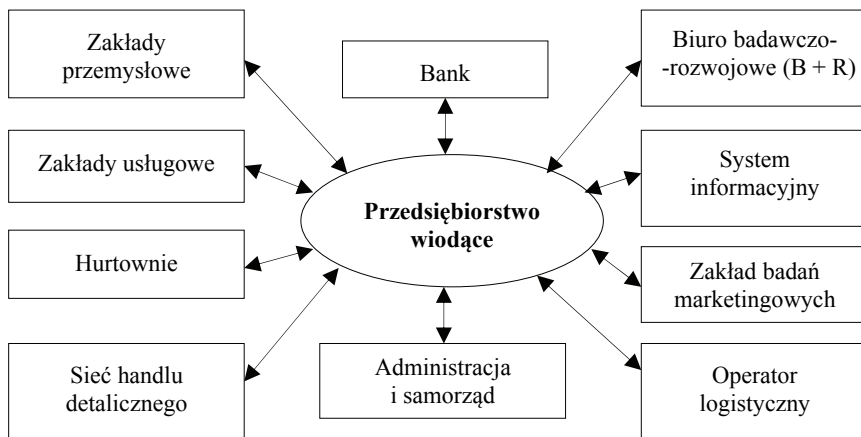 Zakłady
przemysłowe
Bank
Biuro badawczo-
-rozwojowe (B + R)
Zakłady usługowe
System
informacyjny
Przedsiębiorstwo
wiodące
Hurtownie
Zakład badań
marketingowych
Sieć handlu
detalicznego
Administracja
i samorząd
Operator
logistyczny